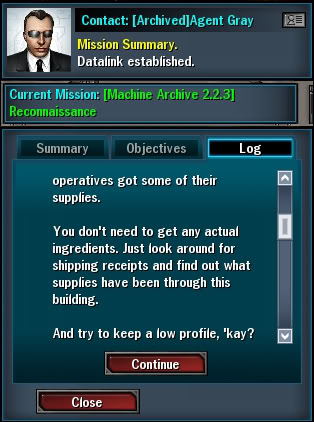 Contact: [Archived]Agent Gray
Mission Summary.
Datalink established.
Current Mission: [Machine Archive 2.2.3]
Reconnaissance
Summary
Objectives
Log
operatives got some of their
supplies.
You don't need to get any actual
ingredients. Just look around for
shipping receipts and find out what
supplies have been through this
building.
And try to keep a low profile, 'kay?
Continue
Close